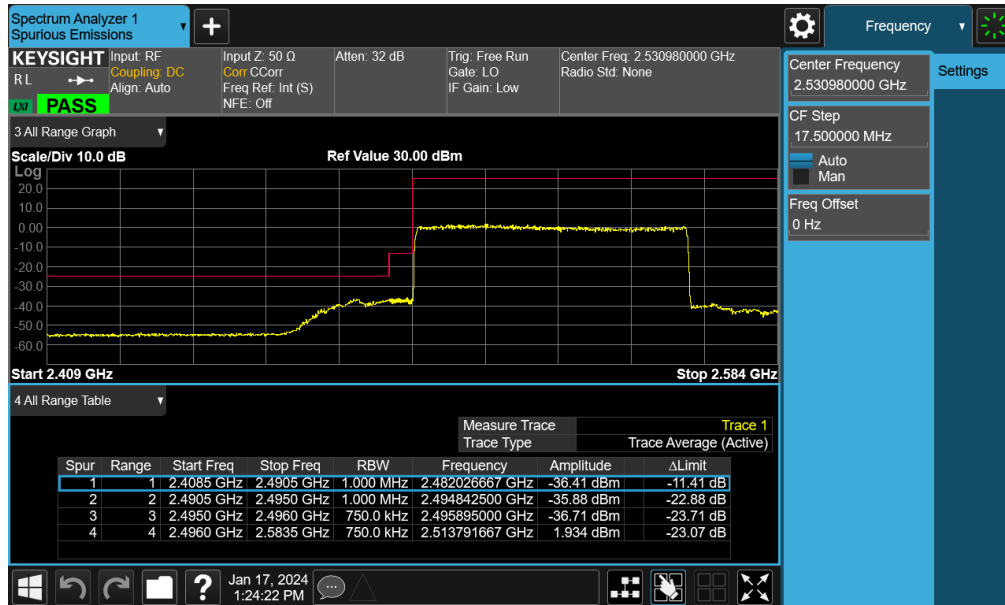 Spectrum Analyzer 1
Spurious Emissions
Frequency
KEYSIGHT Input: RF Input Z: 50 Ω Atten: 32 dB Trig: Free Run Center Freq: 2.530980000 GHz
RL Coupling: DC Corr CCorr Gate: LO Radio Std: None
Align: Auto Freq Ref: Int (S) IF Gain: Low
LXI PASS NFE: Off
Center Frequency
2.530980000 GHz
Settings
CF Step
17.500000 MHz
Auto
Man
Freq Offset
0 Hz
3 All Range Graph
Scale/Div 10.0 dB Ref Value 30.00 dBm
Log
20.0
10.0
0.00
-10.0
-20.0
-30.0
-40.0
-50.0
-60.0
Start 2.409 GHz Stop 2.584 GHz
4 All Range Table
Measure Trace Trace 1
Trace Type Trace Average (Active)
Spur Range Start Freq Stop Freq RBW Frequency Amplitude ΔLimit
1 1 2.4085 GHz 2.4905 GHz 1.000 MHz 2.482026667 GHz -36.41 dBm -11.41 dB
2 2 2.4905 GHz 2.4950 GHz 1.000 MHz 2.494842500 GHz -35.88 dBm -22.88 dB
3 3 2.4950 GHz 2.4960 GHz 750.0 kHz 2.495895000 GHz -36.71 dBm -23.71 dB
4 4 2.4960 GHz 2.5835 GHz 750.0 kHz 2.513791667 GHz 1.934 dBm -23.07 dB
Jan 17, 2024
1:24:22 PM